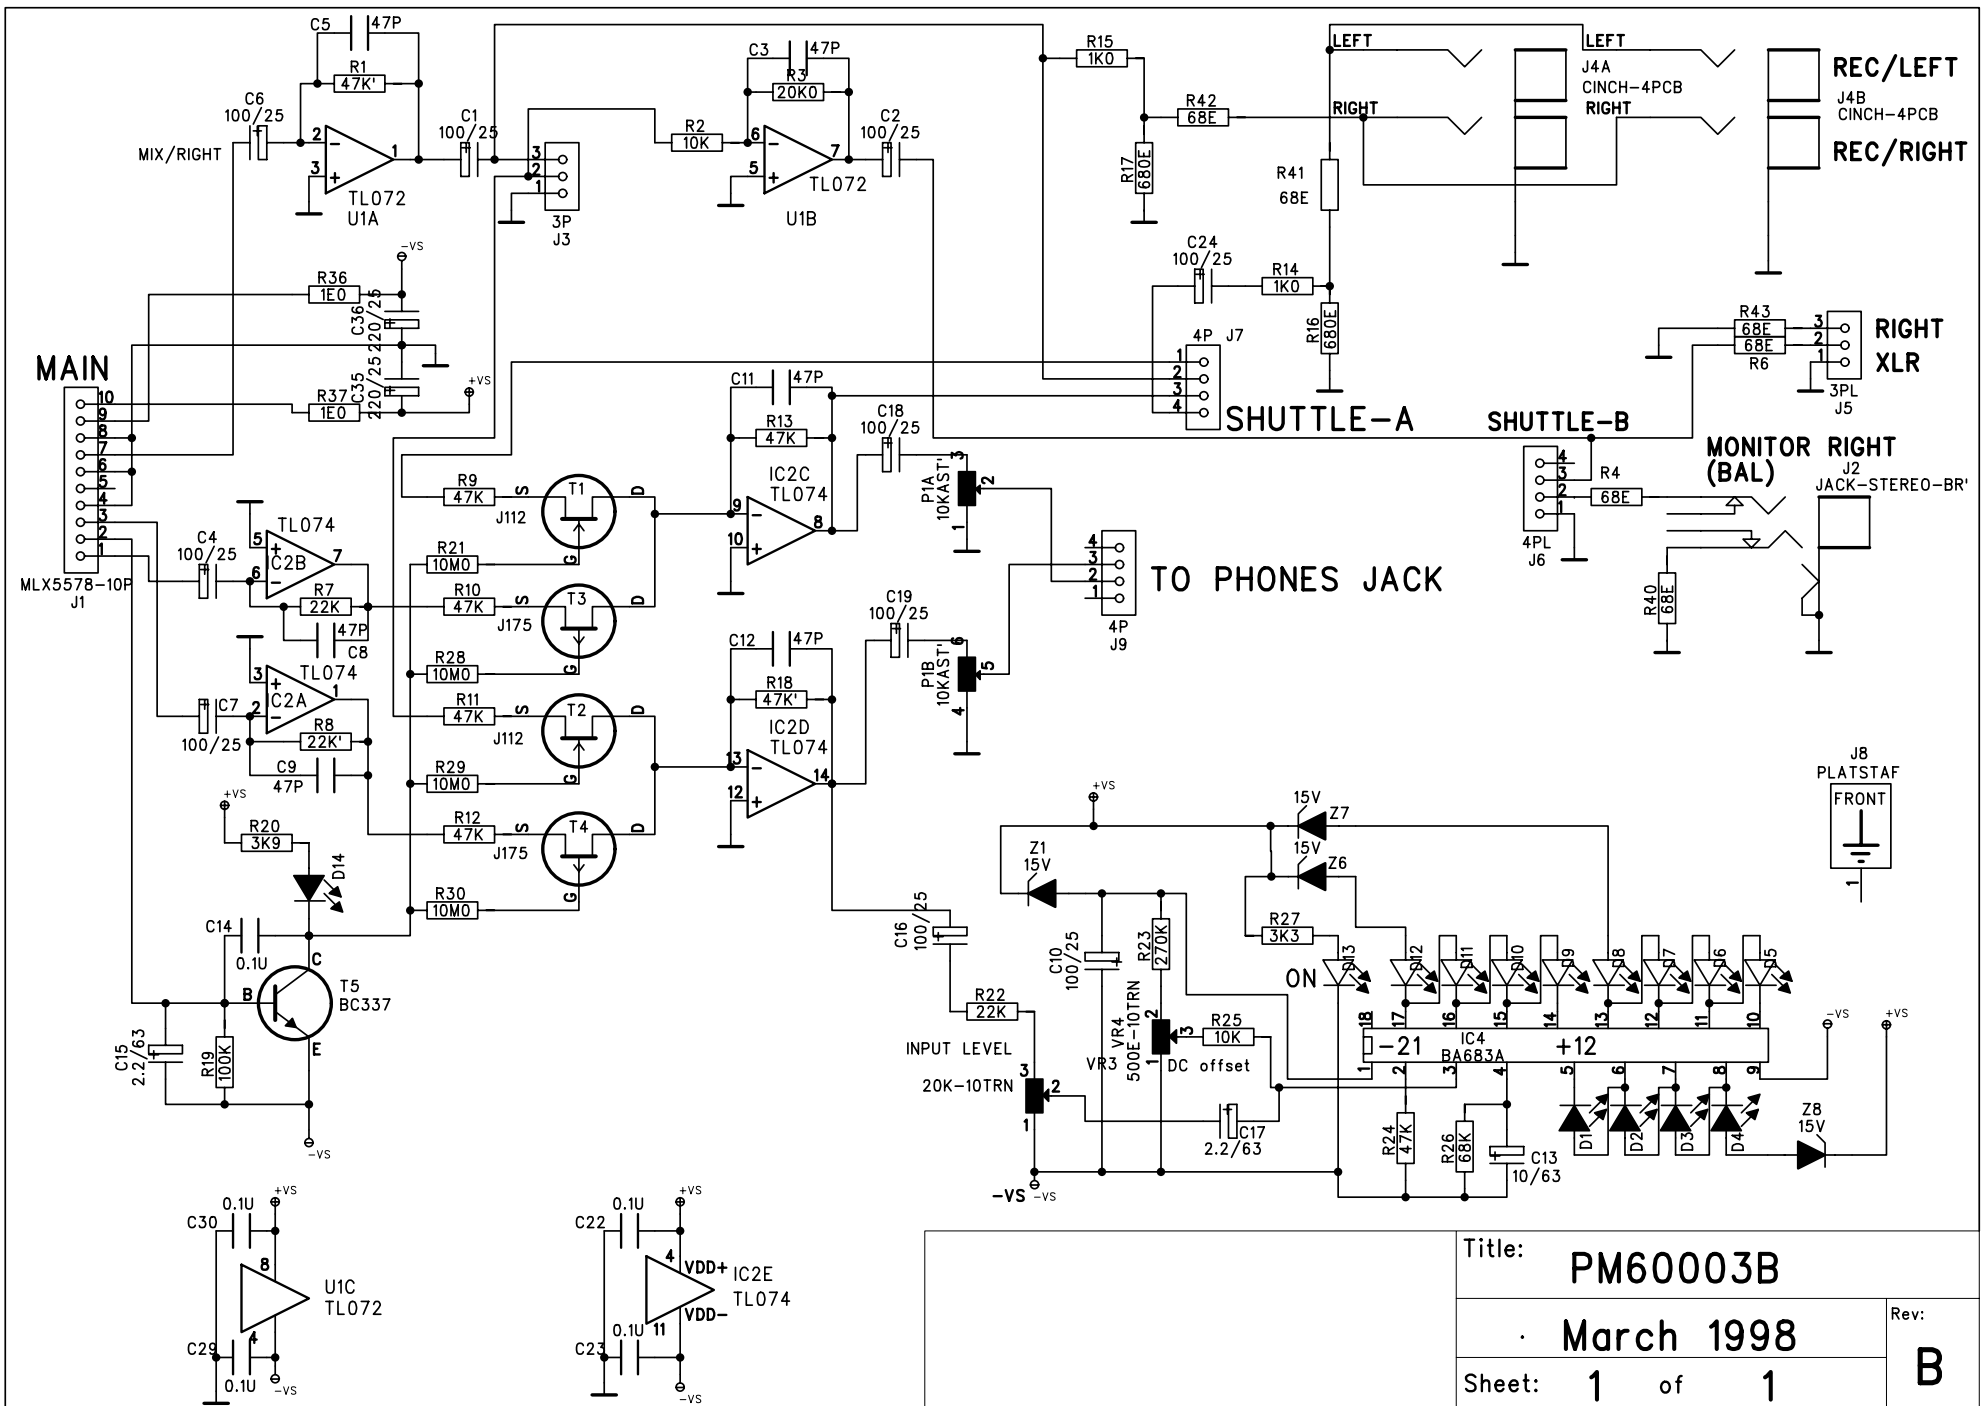 C5
47P
R1
47K'
C6
100/25
MIX/RIGHT
2
3
1
TL072
U1A
C1
100/25
3
2
1
3P
J3
C3
47P
R3
20K0
R2
10K
6
5
7
TL072
U1B
C2
100/25
R15
1K0
R42
68E
R17
680E
LEFT
RIGHT
R41
68E
LEFT
J4A
CINCH-4PCB
RIGHT
REC/LEFT
J4B
CINCH-4PCB
REC/RIGHT
C24
100/25
R14
1K0
R16
680E
-VS
R36
1E0
C36
220/25
C35
220/25
R37
1E0
+VS
MAIN
10
9
8
7
6
5
4
3
2
1
MLX5578-10P
J1
4P
J7
1
2
3
4
SHUTTLE-A
R43
68E
68E
R6
3
2
1
3PL
J5
RIGHT
XLR
SHUTTLE-B
4
3
2
1
4PL
J6
R4
68E
MONITOR RIGHT
(BAL)
J2
JACK-STEREO-BR'
R40
68E
C4
100/25
TL074
5
IC2B
6
7
R7
22K
47P
C8
TL074
3
IC2A
2
1
C7
100/25
R8
22K'
C9
47P
R9
47K
S
T1
D
J112
R21
10M0
G
R10
47K
S
T3
D
J175
R28
10M0
G
R11
47K
S
T2
D
J112
R29
10M0
G
R12
47K
S
T4
D
J175
R30
10M0
G
C11
47P
R13
47K
IC2C
TL074
9
10
8
C18
100/25
P1A
10KAST'
3
2
1
C12
47P
R18
47K'
IC2D
TL074
13
12
14
C19
100/25
P1B
10KAST'
6
5
4
4
3
2
1
4P
J9
TO PHONES JACK
+VS
R20
3K9
D14
C14
0.1U
C
B
E
T5
BC337
C15
2.2/63
R19
100K
-VS
C16
100/25
R22
22K
INPUT LEVEL
20K-10TRN
VR3
3
2
1
-VS
-VS
+VS
Z1
15V
C10
100/25
R23
270K
VR4
500E-10TRN
2
3
1
DC offset
R25
10K
C17
2.2/63
15V
Z7
15V
Z6
R27
3K3
ON
D13
D12
D11
D10
D9
D8
D7
D6
D5
18
17
16
15
14
13
12
11
10
-21
IC4
BA683A
+12
1
2
3
4
5
6
7
8
9
R24
47K
R26
68K
C13
10/63
D1
D2
D3
D4
Z8
15V
-VS
+VS
J8
PLATSTAF
FRONT
1
C30
0.1U
+VS
8
U1C
TL072
4
C29
0.1U
-VS
C22
0.1U
+VS
4
VDD+
IC2E
TL074
VDD-
11
C23
0.1U
-VS
Title:
PM60003B
March 1998
Rev:
B
Sheet:
1
of
1